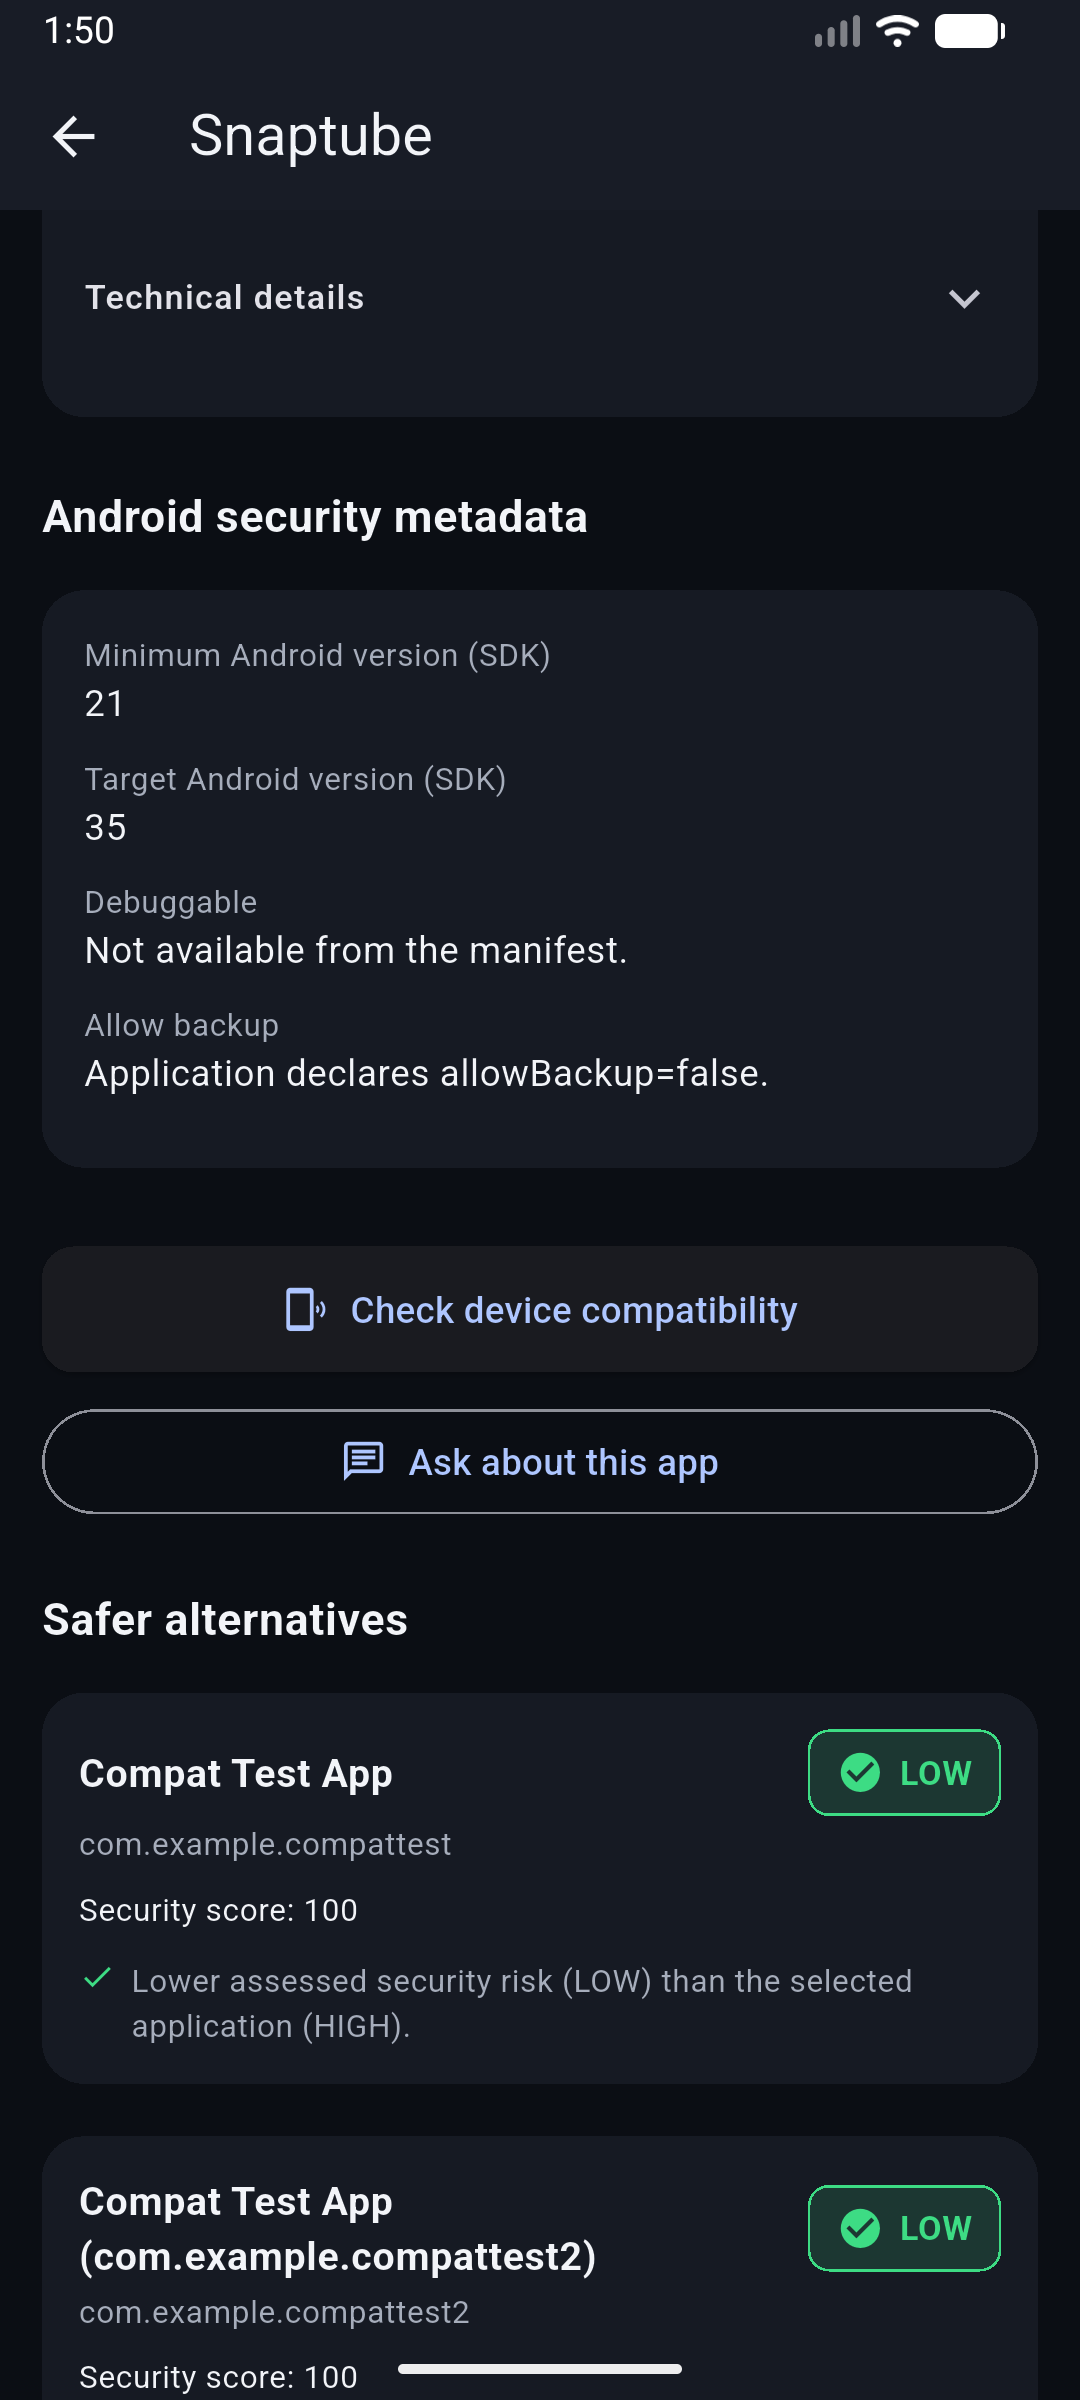 1:50
Snaptube
Technical details
Android security metadata
Minimum Android version (SDK)
21
Target Android version (SDK)
35
Debuggable
Not available from the manifest.
Allow backup
Application declares allowBackup=false.
Check device compatibility
Ask about this app
Safer alternatives
Compat Test App
LOW
com.example.compattest
Security score: 100
Lower assessed security risk (LOW) than the selected
application (HIGH).
Compat Test App
(com.example.compattest2)
LOW
com.example.compattest2
Security score: 100